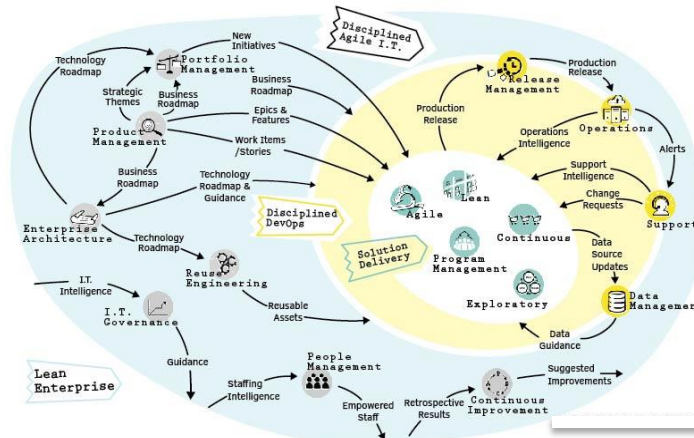 Disciplined
Agile I.T.
Technology
Roadmap
Portfolio
Management
New
Initiatives
Strategic
Themes
Business
Roadmap
Business
Roadmap
Product
Management
Epics &
Features
Work Items
/Stories
Business
Roadmap
Technology
Roadmap &
Guidance
Enterprise
Architecture
Technology
Roadmap
Reuse
Engineering
Reusable
Assets
I.T.
Intelligence
I.T.
Governance
Guidance
Lean
Enterprise
Staffing
Intelligence
People
Management
Empowered
Staff
Retrospective
Results
Continuous
Improvement
Suggested
Improvements
Disciplined
DevOps
Solution
Delivery
Agile
Lean
Continuous
Program
Management
Exploratory
Production
Release
Release
Management
Production
Release
Operations
Operations
Intelligence
Alerts
Support
Intelligence
Change
Requests
Support
Data
Source
Updates
Data
Management
Data
Guidance